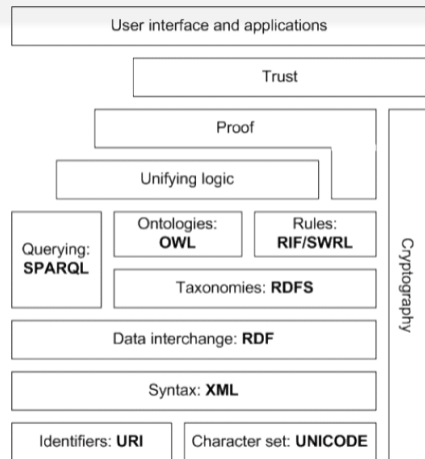 User interface and applications
Trust
Proof
Unifying logic
Querying:
SPARQL
Ontologies:
OWL
Rules:
RIF/SWRL
Taxonomies: RDFS
Cryptography
Data interchange: RDF
Syntax: XML
Identifiers: URI
Character set: UNICODE